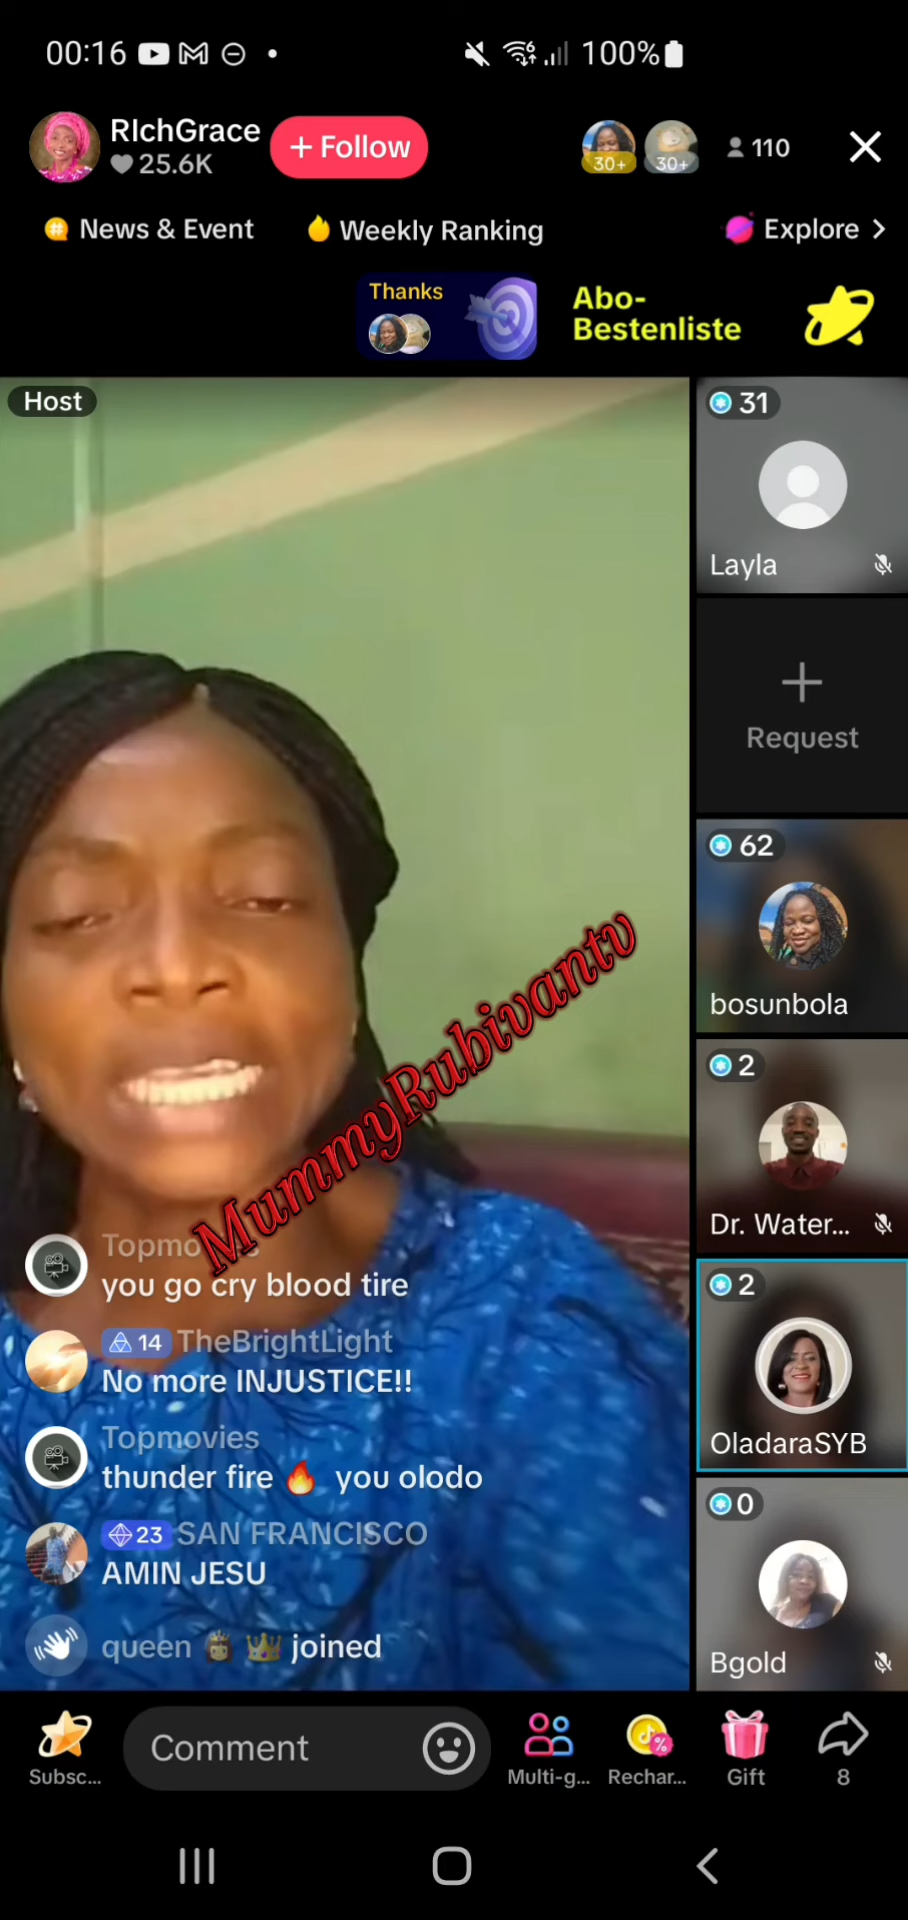 00:16
100%
RIchGrace
25.6K
+ Follow
30+
30+
110
News & Event
Weekly Ranking
Explore >
Thanks
Abo-
Bestenliste
Host
31
Layla
Request
62
bosunbola
2
Dr. Water...
2
OladaraSYB
0
Bgold
MummyRubivantv
you go cry blood tire
14 TheBrightLight
No more INJUSTICE!!
Topmovies
thunder fire 🔥 you olodo
23 SAN FRANCISCO
AMIN JESU
queen 👸🏽 👑 joined
Subsc...
Comment
Multi-g...
Rechar...
Gift
8